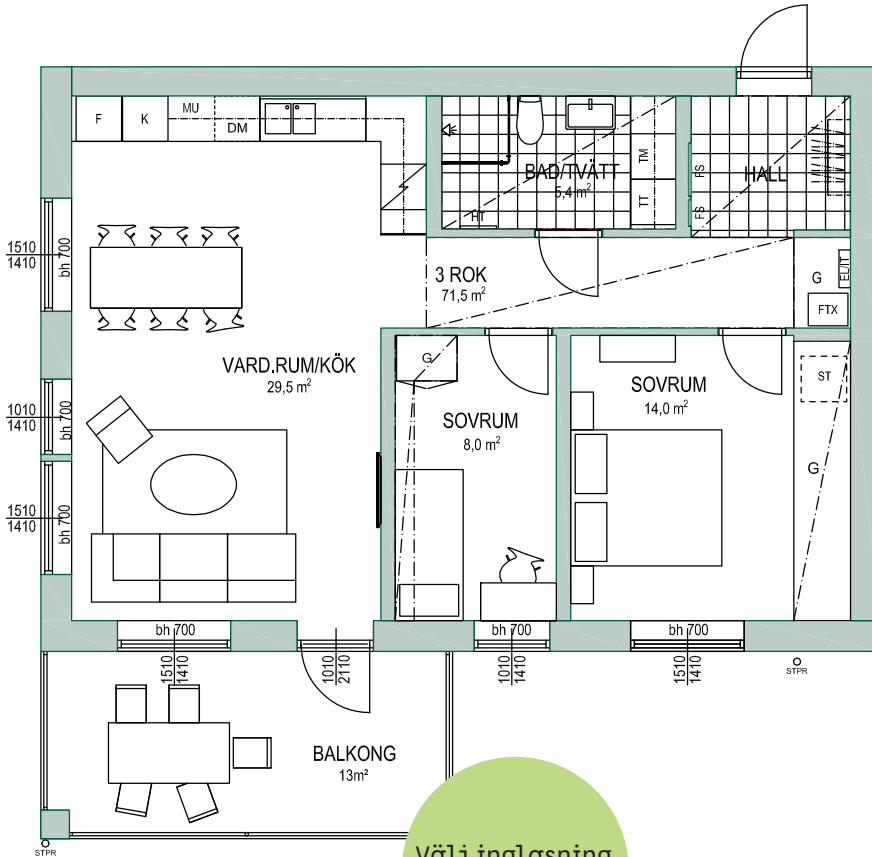 F
K
MU
DM
BAD/TVÄTT
5,4 m²
TM
TT
HT
FS
FS
HALL
1510
1410
bh 700
3 ROK
71,5 m²
G
EL/IT
FTX
VARD.RUM/KÖK
29,5 m²
G
SOVRUM
8,0 m²
SOVRUM
14,0 m²
ST
G
1010
1410
bh 700
1510
1410
bh 700
bh 700
1510
1410
1010
2110
bh 700
1010
1410
bh 700
1510
1410
STPR
BALKONG
13m²
STPR
Välj inglasning